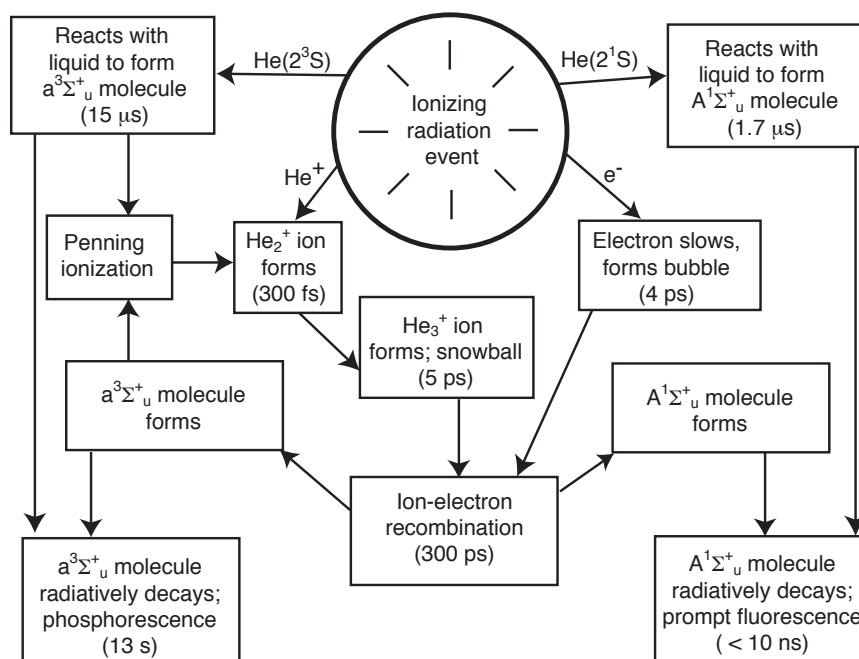 Reacts with
liquid to form
a³Σ⁺ᵤ molecule
(15 μs)
He(2³S)
Ionizing
radiation
event
He(2¹S)
Reacts with
liquid to form
A¹Σ⁺ᵤ molecule
(1.7 μs)
He⁺
e⁻
Penning
ionization
He₂⁺ ion
forms
(300 fs)
Electron slows,
forms bubble
(4 ps)
He₃⁺ ion
forms; snowball
(5 ps)
a³Σ⁺ᵤ molecule
forms
A¹Σ⁺ᵤ molecule
forms
Ion-electron
recombination
(300 ps)
a³Σ⁺ᵤ molecule
radiatively decays;
phosphorescence
(13 s)
A¹Σ⁺ᵤ molecule
radiatively decays;
prompt fluorescence
( < 10 ns)